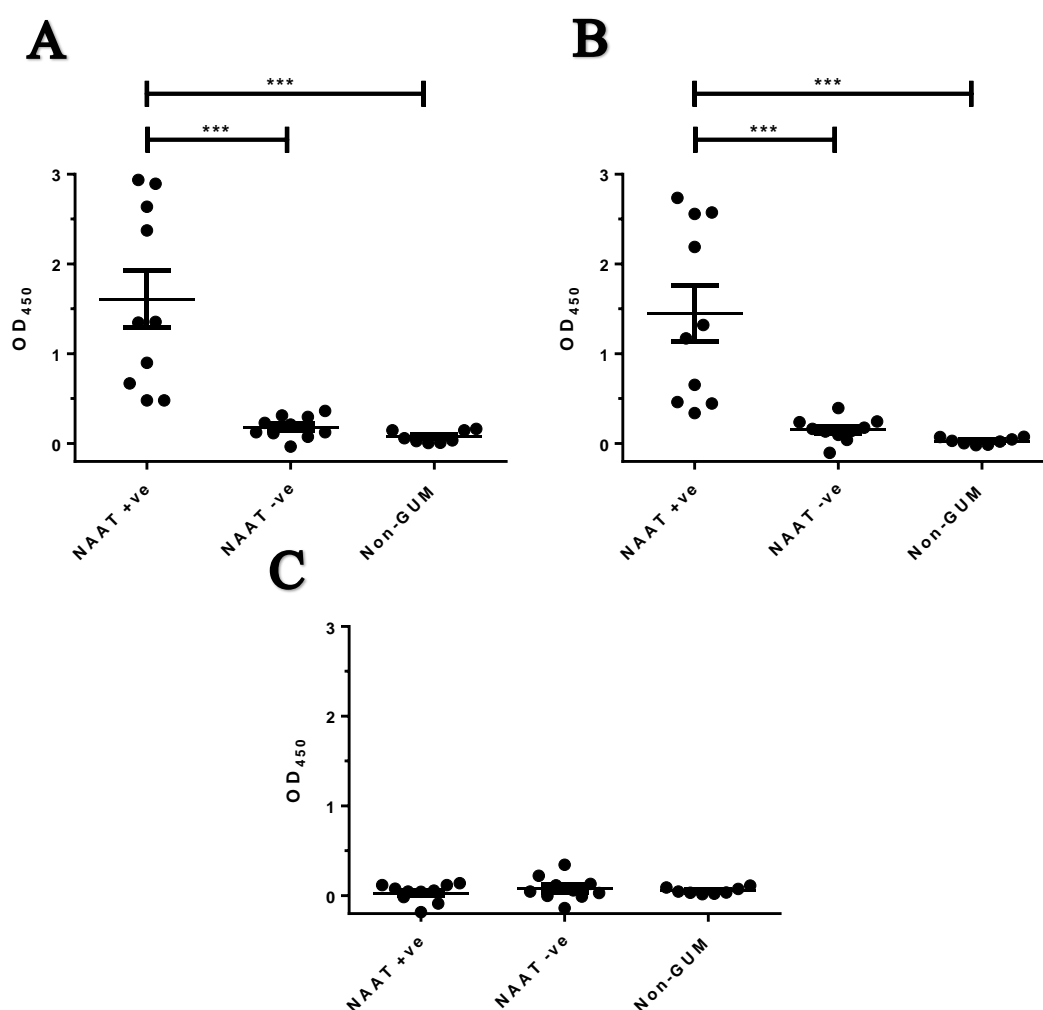 A
***
***
3
2
1
0
OD450
NAAT +ve
NAAT -ve
Non-GUM
B
***
***
3
2
1
0
OD450
NAAT +ve
NAAT -ve
Non-GUM
C
3
2
1
0
OD450
NAAT +ve
NAAT -ve
Non-GUM